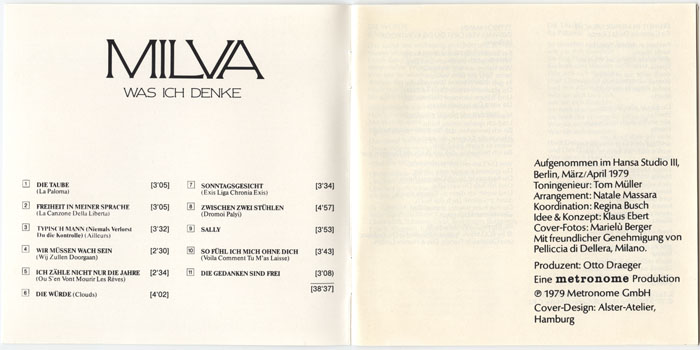 MILVA
WAS ICH DENKE
1 DIE TAUBE [3'05]
(La Paloma)
2 FREIHEIT IN MEINER SPRACHE [3'05]
(La Canzone Della Liberta)
3 TYPISCH MANN (Niemals Verlorst [3'32]
Du die Kontrolle) (Ailleurs)
4 WIR MÜSSEN WACH SEIN [2'30]
(Wij Zullen Doorgaan)
5 ICH ZÄHLE NICHT NUR DIE JAHRE [2'34]
(Ou S'en Vont Mourir Les Rêves)
6 DIE WÜRDE (Clouds) [4'02]
7 SONNTAGSGESICHT [3'34]
(Exis Liga Chronia Exis)
8 ZWISCHEN ZWEI STÜHLEN [4'57]
(Dromoi Palyi)
9 SALLY [3'53]
10 SO FÜHL ICH MICH OHNE DICH [3'43]
(Voila Comment Tu M'as Laisse)
11 DIE GEDANKEN SIND FREI [3'08]
[38'37]
Aufgenommen im Hansa Studio III,
Berlin, März/April 1979
Toningenieur: Tom Müller
Arrangement: Natale Massara
Koordination: Regina Busch
Idee & Konzept: Klaus Ebert
Cover-Fotos: Marielù Berger
Mit freundlicher Genehmigung von
Pelliccia di Dellera, Milano.
Produzent: Otto Draeger
Eine metronome Produktion
℗ 1979 Metronome GmbH
Cover-Design: Alster-Atelier,
Hamburg